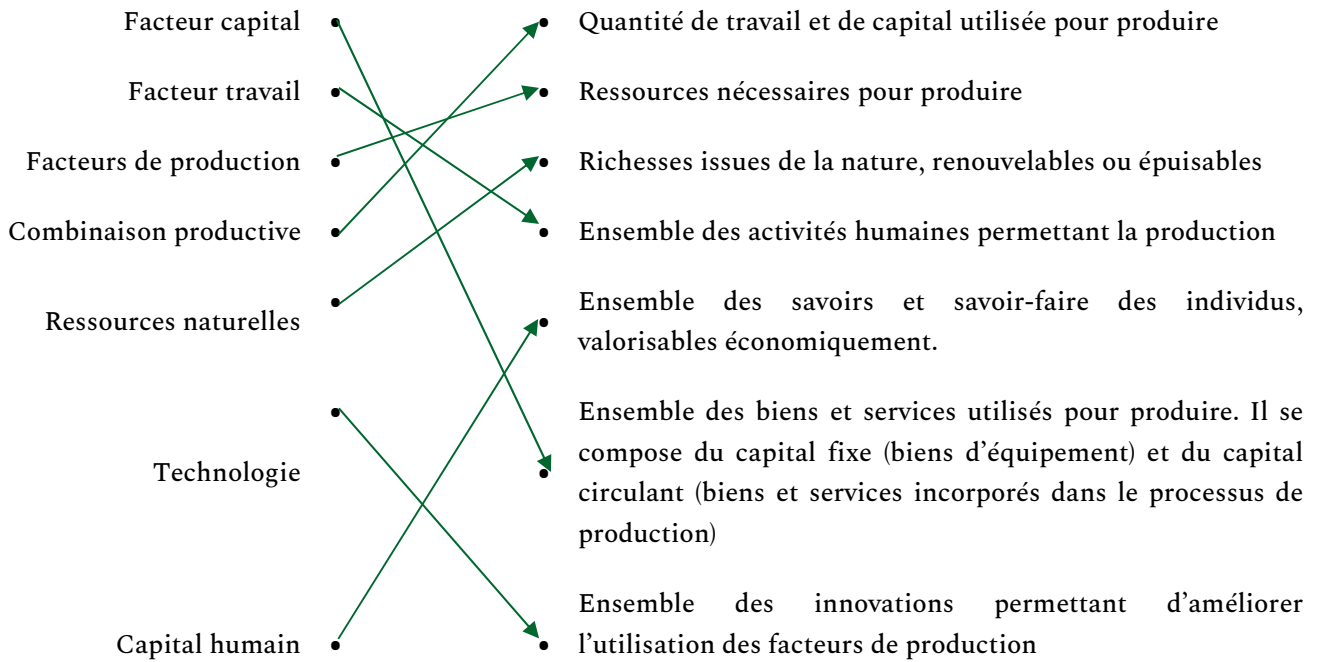 Facteur capital
Quantité de travail et de capital utilisée pour produire
Facteur travail
Ressources nécessaires pour produire
Facteurs de production
Richesses issues de la nature, renouvelables ou épuisables
Combinaison productive
Ensemble des activités humaines permettant la production
Ressources naturelles
Ensemble des savoirs et savoir-faire des individus,
valorisables économiquement.
Technologie
Ensemble des biens et services utilisés pour produire. Il se
compose du capital fixe (biens d’équipement) et du capital
circulant (biens et services incorporés dans le processus de
production)
Capital humain
Ensemble des innovations permettant d’améliorer
l’utilisation des facteurs de production